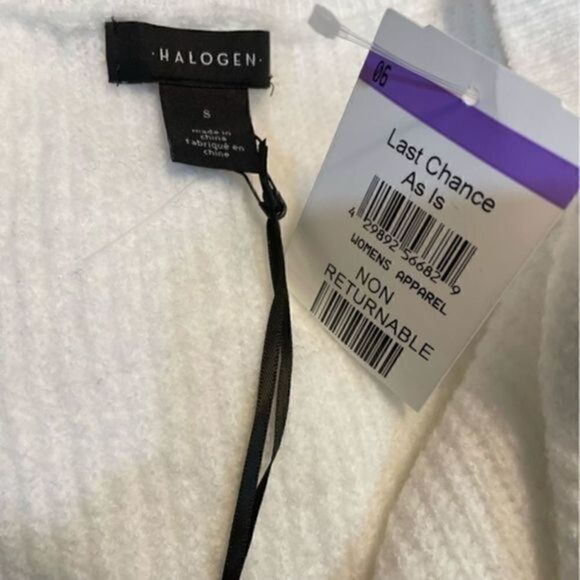 ·HALOGEN·
S
made in
china
fabriqué en
chine
06
Last Chance
As Is
4 29892 56682 9
WOMENS APPAREL
NON
RETURNABLE